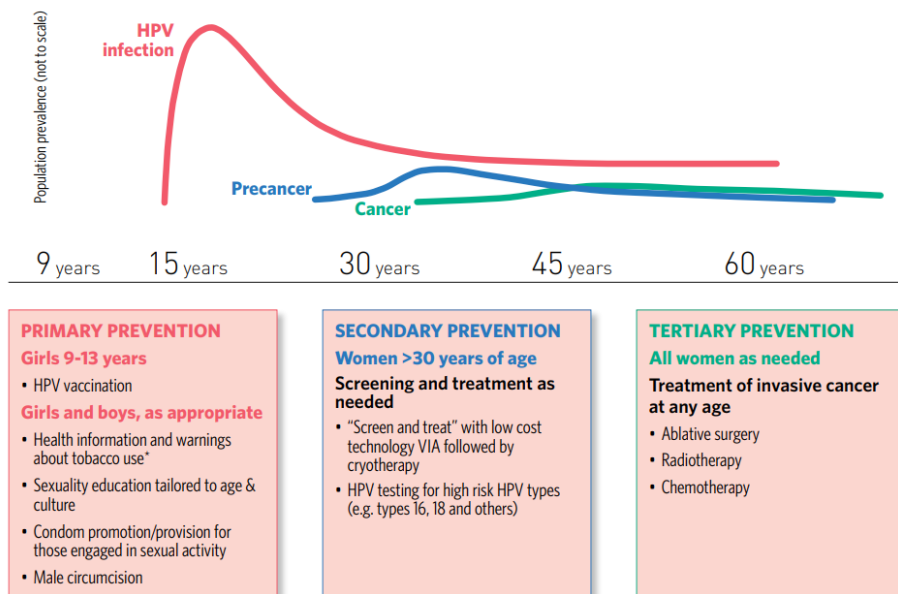 Population prevalence (not to scale)
HPV
infection
Precancer
Cancer
9 years
15 years
30 years
45 years
60 years
PRIMARY PREVENTION
Girls 9-13 years
• HPV vaccination
Girls and boys, as appropriate
• Health information and warnings
about tobacco use*
• Sexuality education tailored to age &
culture
• Condom promotion/provision for
those engaged in sexual activity
• Male circumcision
SECONDARY PREVENTION
Women >30 years of age
Screening and treatment as
needed
• “Screen and treat” with low cost
technology VIA followed by
cryotherapy
• HPV testing for high risk HPV types
(e.g. types 16, 18 and others)
TERTIARY PREVENTION
All women as needed
Treatment of invasive cancer
at any age
• Ablative surgery
• Radiotherapy
• Chemotherapy